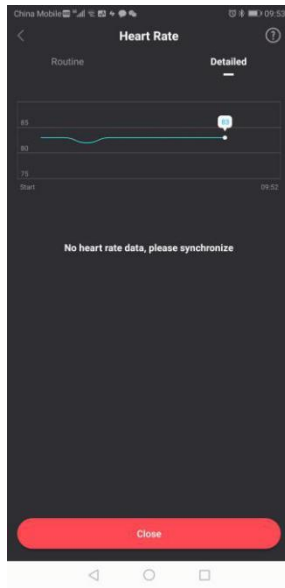 China Mobile 09:53
Heart Rate
Routine Detailed
85
83
80
75
Start 09:52
No heart rate data, please synchronize
Close